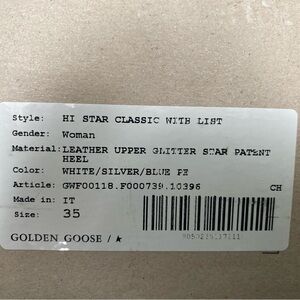 Style: HI STAR CLASSIC WITH LIST
Gender: Woman
Material: LEATHER UPPER GLITTER STAR PATENT
HEEL
Color: WHITE/SILVER/BLUE PE
Article: GWF00118.F000739.10396 CH
Made in: IT
Size: 35
GOLDEN GOOSE / ★